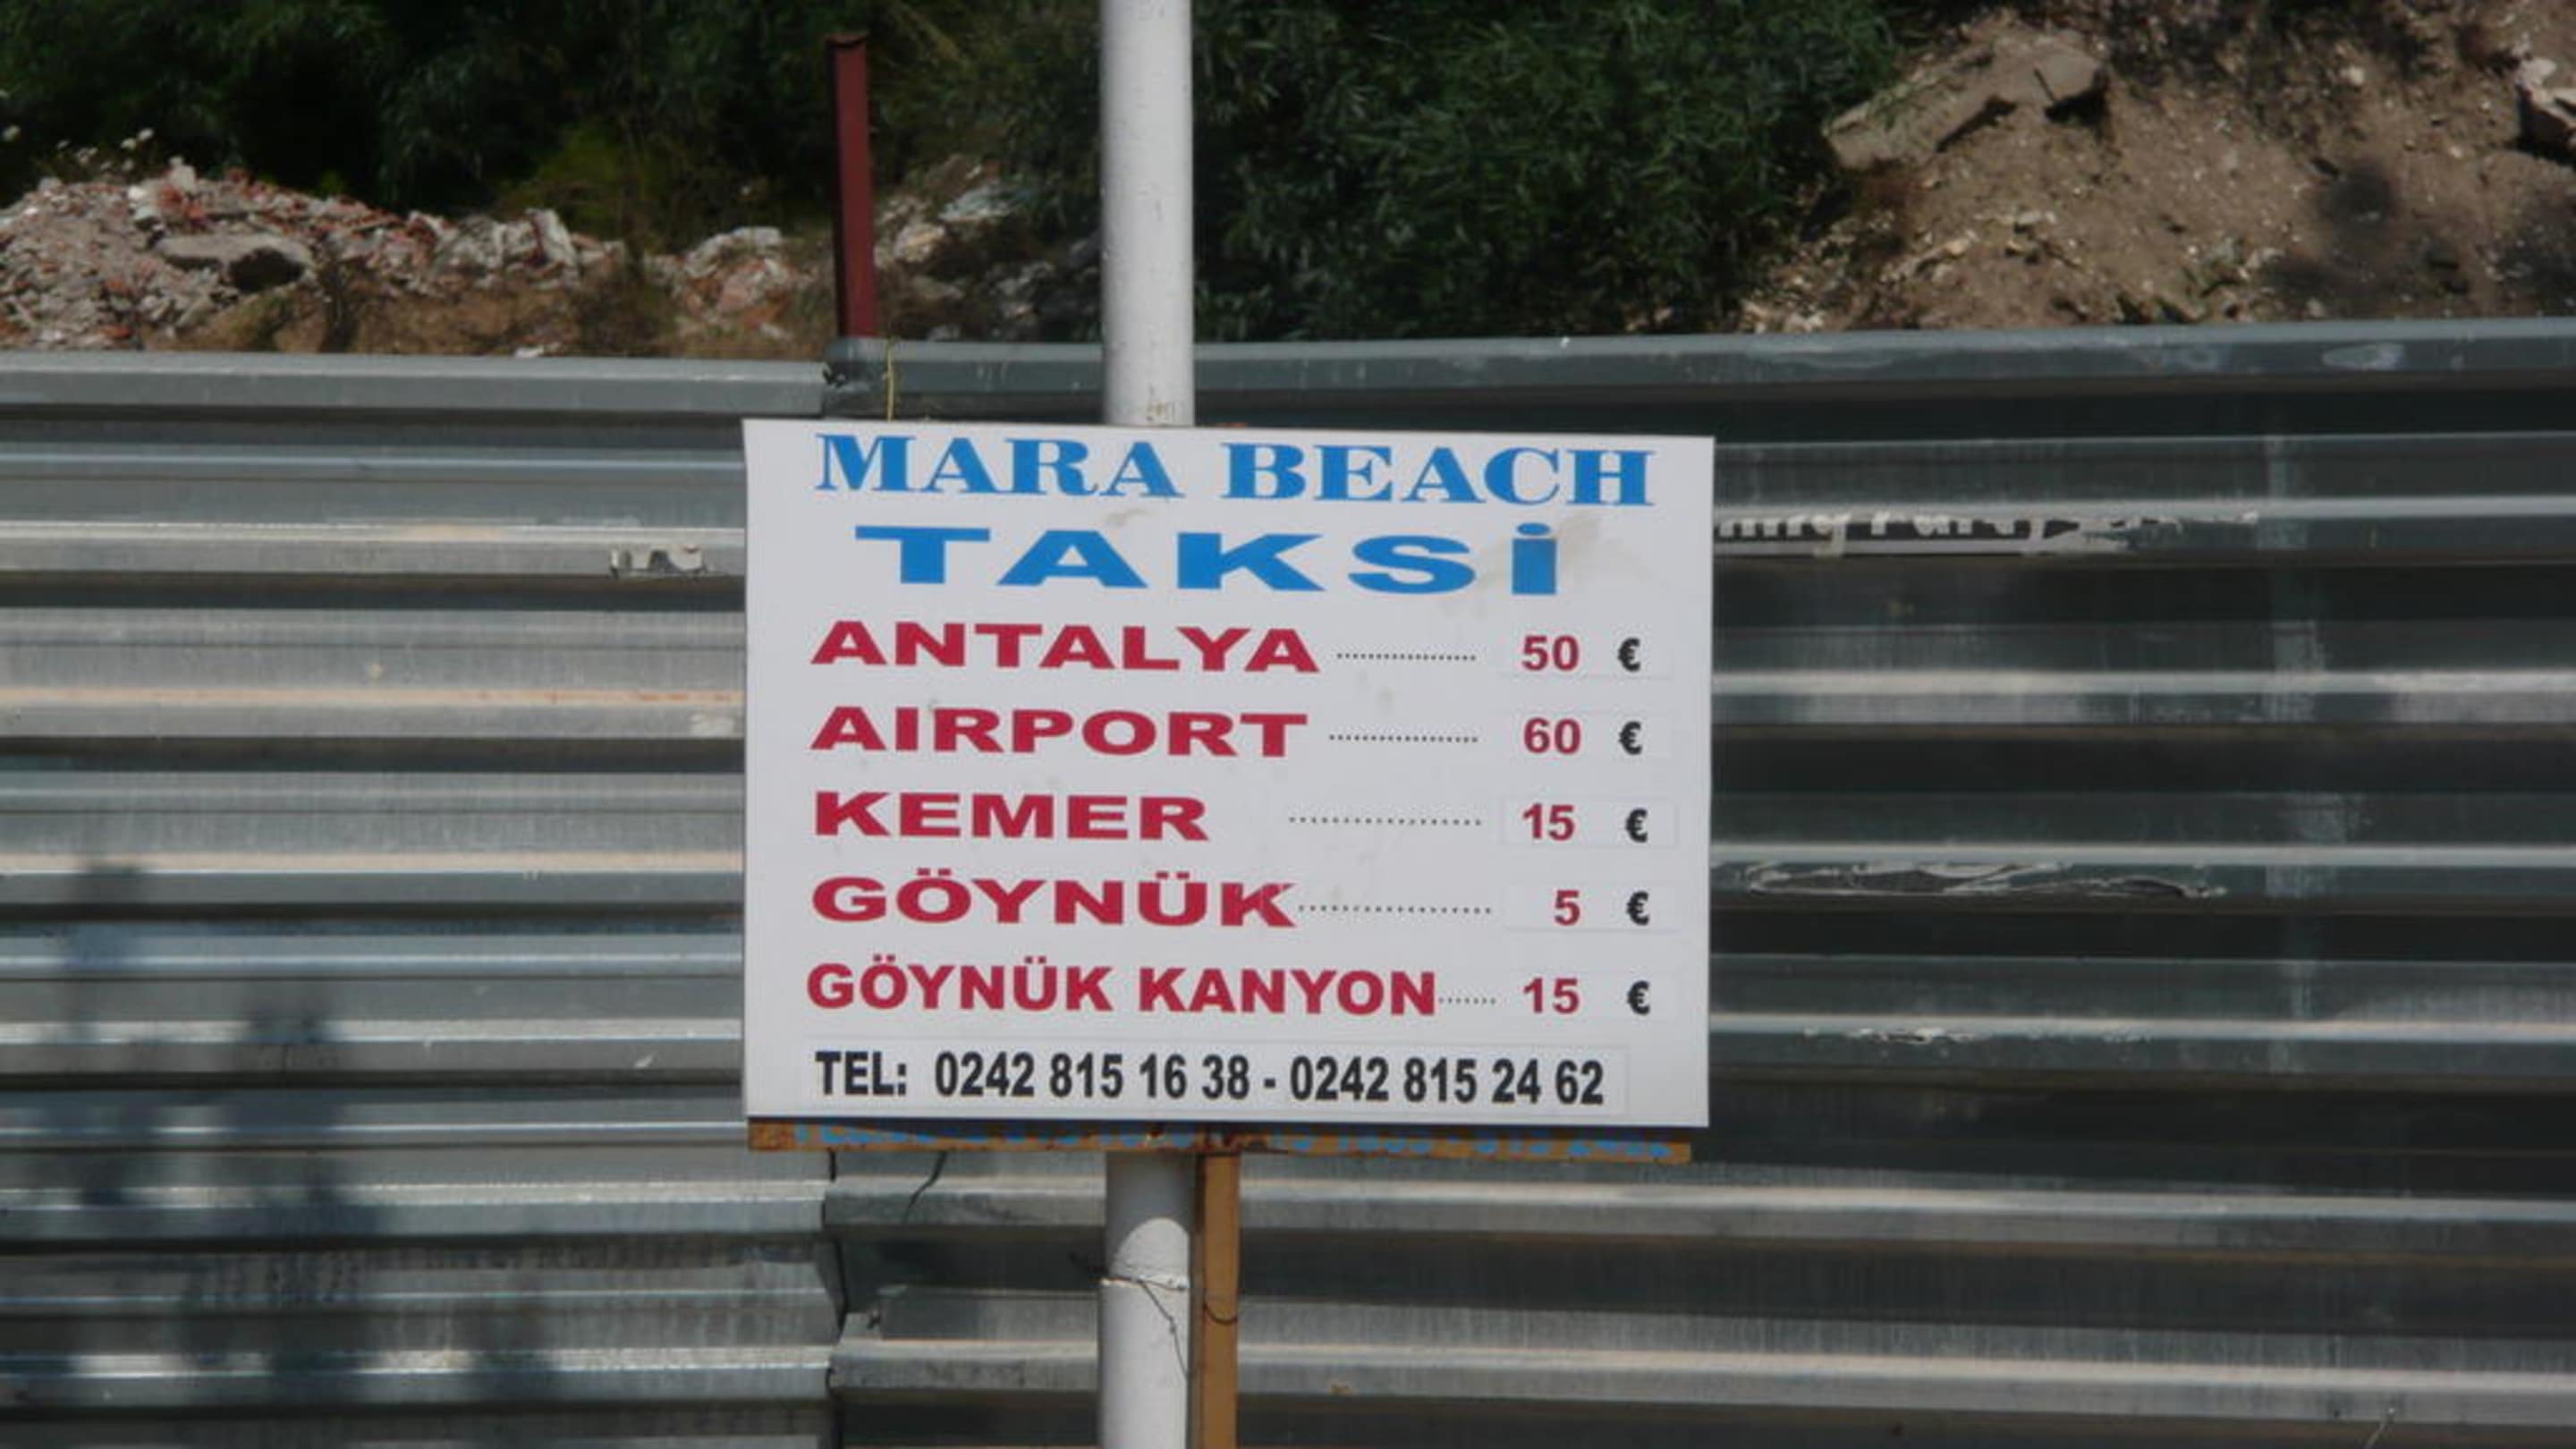 MARA BEACH
TAKSİ
ANTALYA ................ 50 €
AIRPORT ................. 60 €
KEMER ................. 15 €
GÖYNÜK ................. 5 €
GÖYNÜK KANYON ....... 15 €
TEL: 0242 815 16 38 - 0242 815 24 62